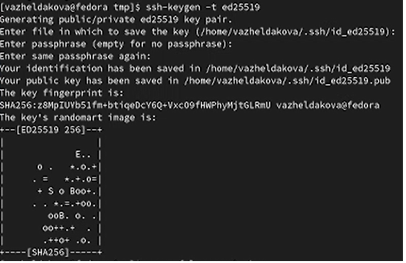 [vazheldakova@fedora tmp]$ ssh-keygen -t ed25519
Generating public/private ed25519 key pair.
Enter file in which to save the key (/home/vazheldakova/.ssh/id_ed25519):
Enter passphrase (empty for no passphrase):
Enter same passphrase again:
Your identification has been saved in /home/vazheldakova/.ssh/id_ed25519
Your public key has been saved in /home/vazheldakova/.ssh/id_ed25519.pub
The key fingerprint is:
SHA256:z8MpIUYb51fm+btiqeDcY6Q+VxcO9fHWPhyMjtGLRmU vazheldakova@fedora
The key's randomart image is:
+--[ED25519 256]--+
|                 |
|            E.. |
|     o .   *.o.+|
|    . =   *.+.o=|
|     + S o Boo+.|
|    . . *.=.+oo.|
|       ooB. o. .|
|      oo++.+  . |
|      .++o+ .o. |
+----[SHA256]-----+